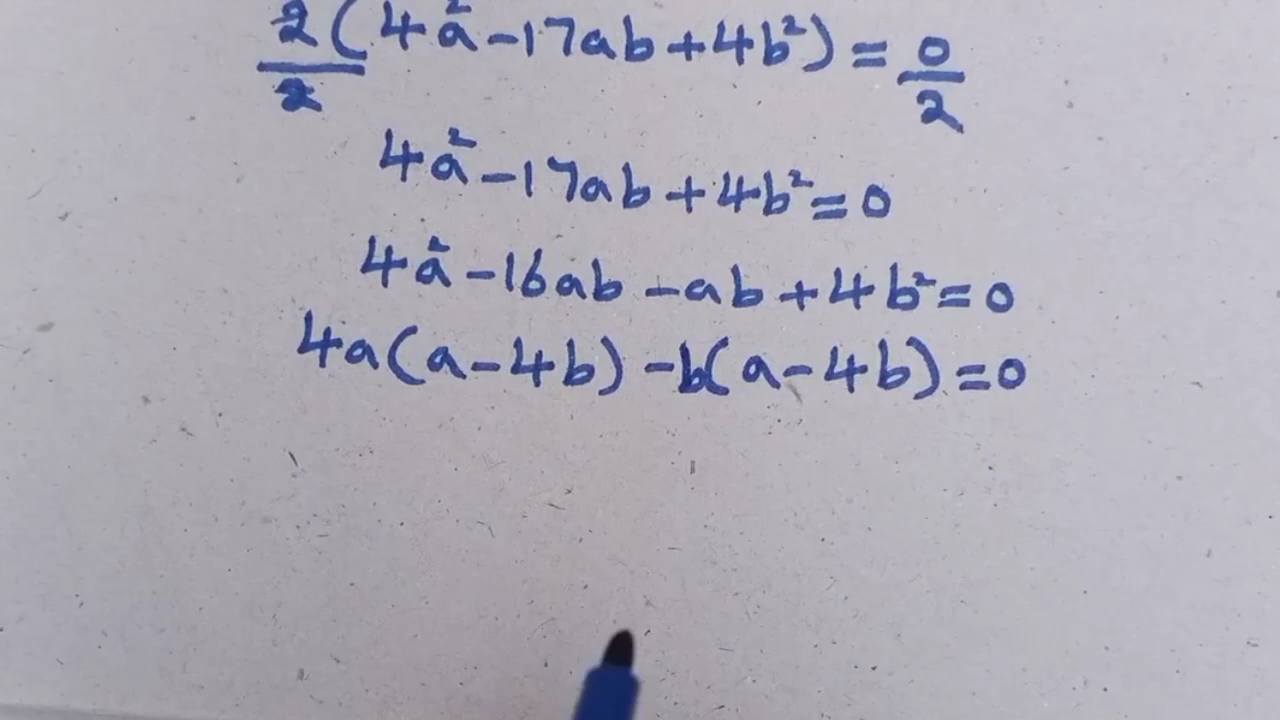 2(4a²-17ab+4b²) = 0
2 2
4a²-17ab+4b²=0
4a²-16ab-ab+4b²=0
4a(a-4b)-b(a-4b)=0